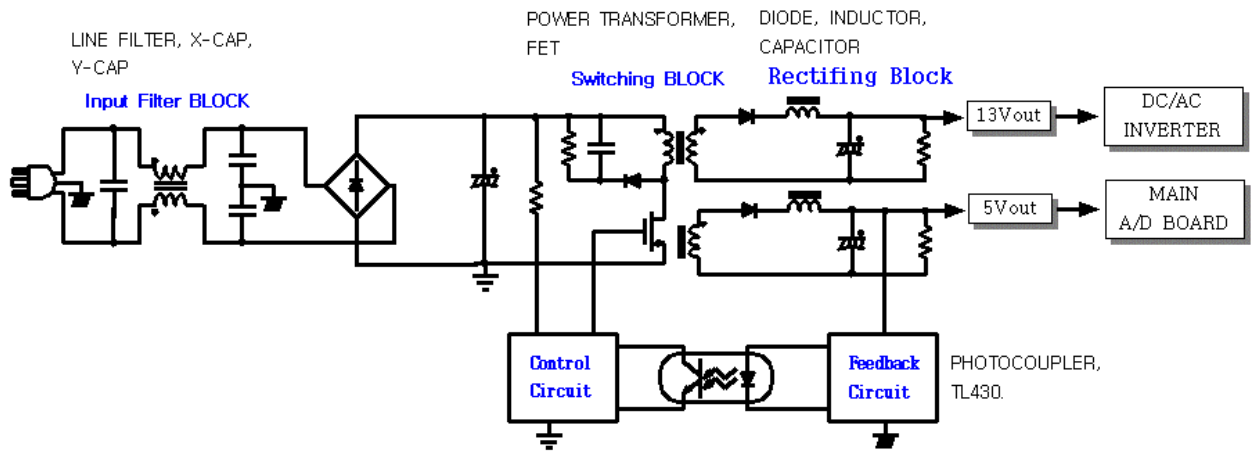 LINE FILTER, X-CAP,
Y-CAP
Input Filter BLOCK
POWER TRANSFORMER,
FET
Switching BLOCK
DIODE, INDUCTOR,
CAPACITOR
Rectifing Block
13Vout
DC/AC
INVERTER
5Vout
MAIN
A/D BOARD
Control
Circuit
Feedback
Circuit
PHOTOCOUPLER,
TL430.